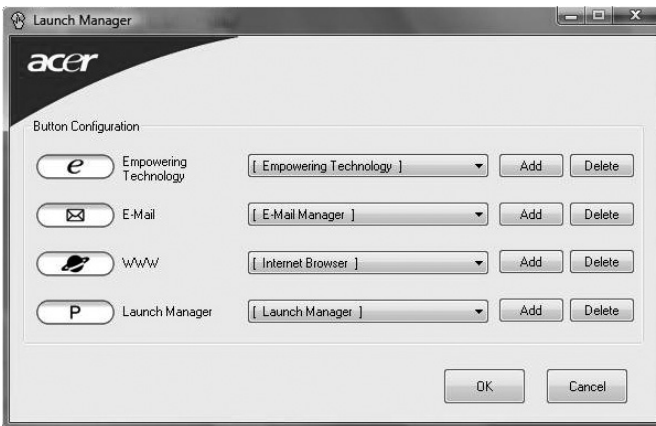 Launch Manager
acer
Button Configuration
e Empowering Technology [ Empowering Technology ] Add Delete
E-Mail [ E-Mail Manager ] Add Delete
WWW [ Internet Browser ] Add Delete
P Launch Manager [ Launch Manager ] Add Delete
OK Cancel